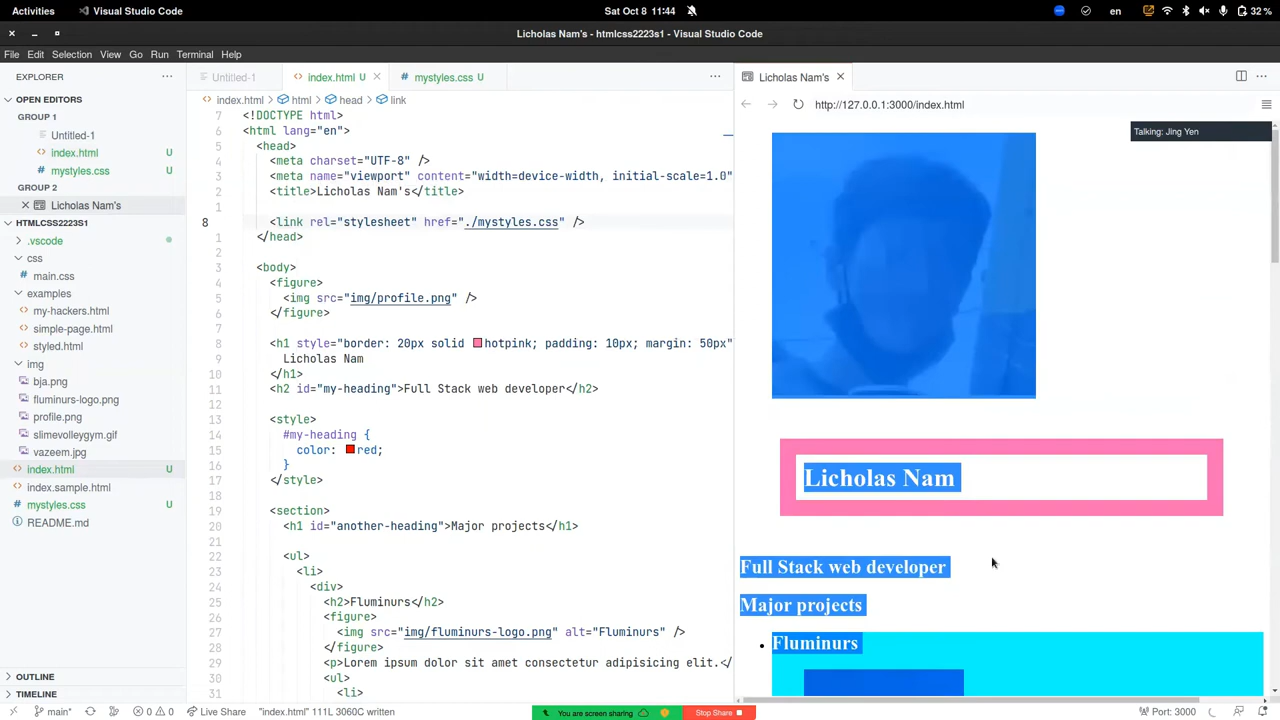 Activities
Visual Studio Code
Sat Oct 8 11:44
en
32 %
Licholas Nam's - htmlcss2223s1 - Visual Studio Code
File Edit Selection View Go Run Terminal
EXPLORER
OPEN EDITORS
GROUP 1
Untitled-1
index.html U
mystyles.css U
GROUP 2
Licholas Nam's
HTMLCSS2223S1
.vscode
css
main.css
examples
my-hackers.html
simple-page.html
styled.html
img
bja.png
fluminurs-logo.png
profile.png
slimevolleygym.gif
vazeem.jpg
index.html U
index.sample.html
mystyles.css U
README.md
OUTLINE
TIMELINE
Untitled-1
index.html U
mystyles.css U
index.html > html > head > link
7 <!DOCTYPE html>
6 <html lang="en">
5 <head>
4 <meta charset="UTF-8" />
3 <meta name="viewport" content="width=device-width, initial-scale=1.0"
2 <title>Licholas Nam's</title>
1
8 <link rel="stylesheet" href="./mystyles.css" />
1 </head>
2
3 <body>
4 <figure>
5 <img src="img/profile.png" />
6 </figure>
7
8 <h1 style="border: 20px solid hotpink; padding: 10px; margin: 50px"
9 Licholas Nam
10 </h1>
11 <h2 id="my-heading">Full Stack web developer</h2>
12
13 <style>
14 #my-heading {
15 color: red;
16 }
17 </style>
18
19 <section>
20 <h1 id="another-heading">Major projects</h1>
21
22 <ul>
23 <li>
24 <div>
25 <h2>Fluminurs</h2>
26 <figure>
27 <img src="img/fluminurs-logo.png" alt="Fluminurs" />
28 </figure>
29 <p>Lorem ipsum dolor sit amet consectetur adipisicing elit.</
30 <ul>
31 <li>
Licholas Nam's
http://127.0.0.1:3000/index.html
Talking: Jing Yen
Licholas Nam
Full Stack web developer
Major projects
Fluminurs
main*
0 0
Live Share
"index.html" 111L 3060C written
You are screen sharing
Stop Share
Port: 3000